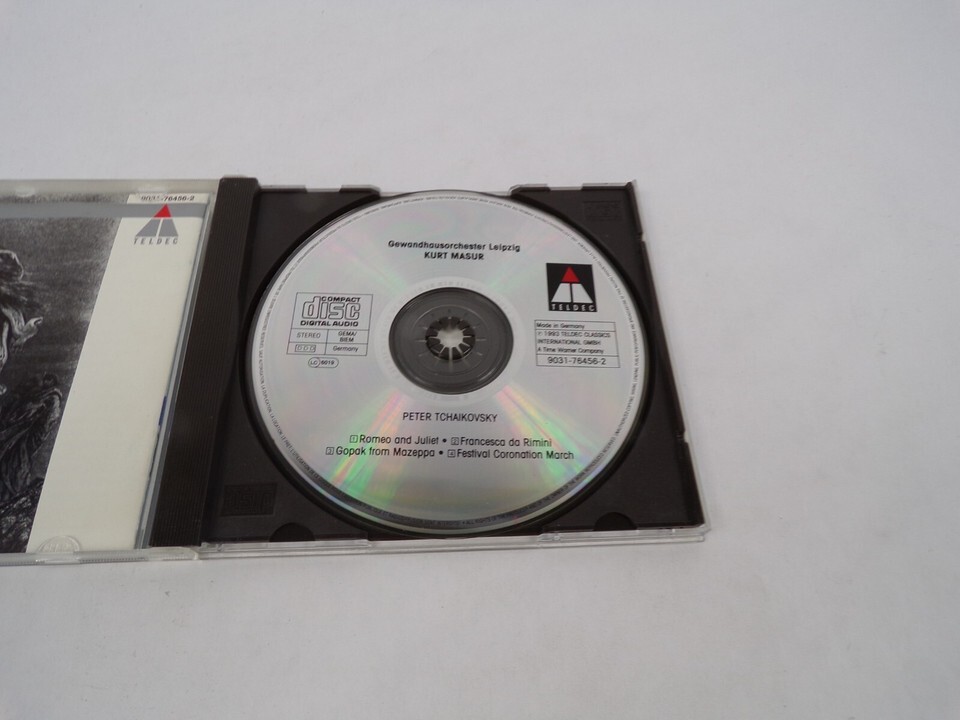 9031-76456-2
TELDEC
Gewandhausorchester Leipzig
KURT MASUR
COMPACT
disc
DIGITAL AUDIO
STEREO
GEMA/
BIEM
DDD
Germany
LC 6019
TELDEC
Made in Germany
℗ 1993 TELDEC CLASSICS
INTERNATIONAL GMBH
A Time Warner Company
9031-76456-2
PETER TCHAIKOVSKY
1 Romeo and Juliet • 2 Francesca da Rimini
3 Gopak from Mazeppa • 4 Festival Coronation March